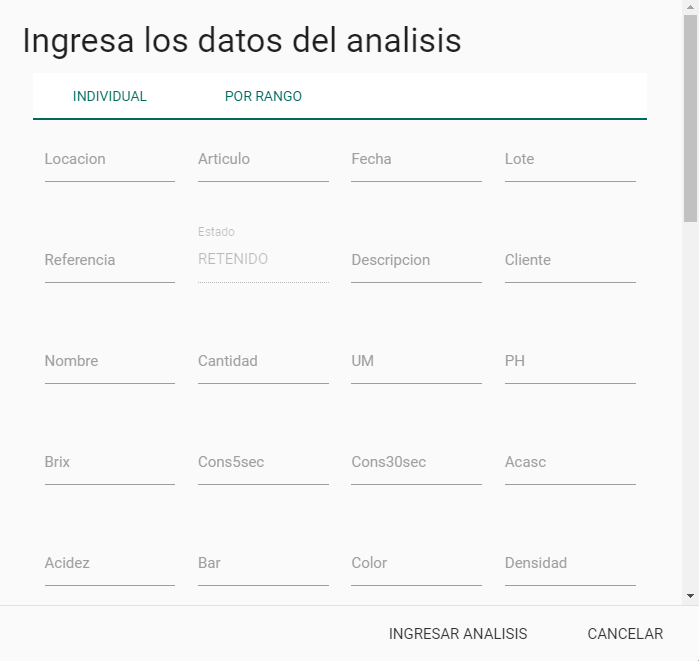 Ingresa los datos del analisis
INDIVIDUAL POR RANGO
Locacion Articulo Fecha Lote
Estado
Referencia RETENIDO Descripcion Cliente
Nombre Cantidad UM PH
Brix Cons5sec Cons30sec Acasc
Acidez Bar Color Densidad
INGRESAR ANALISIS CANCELAR